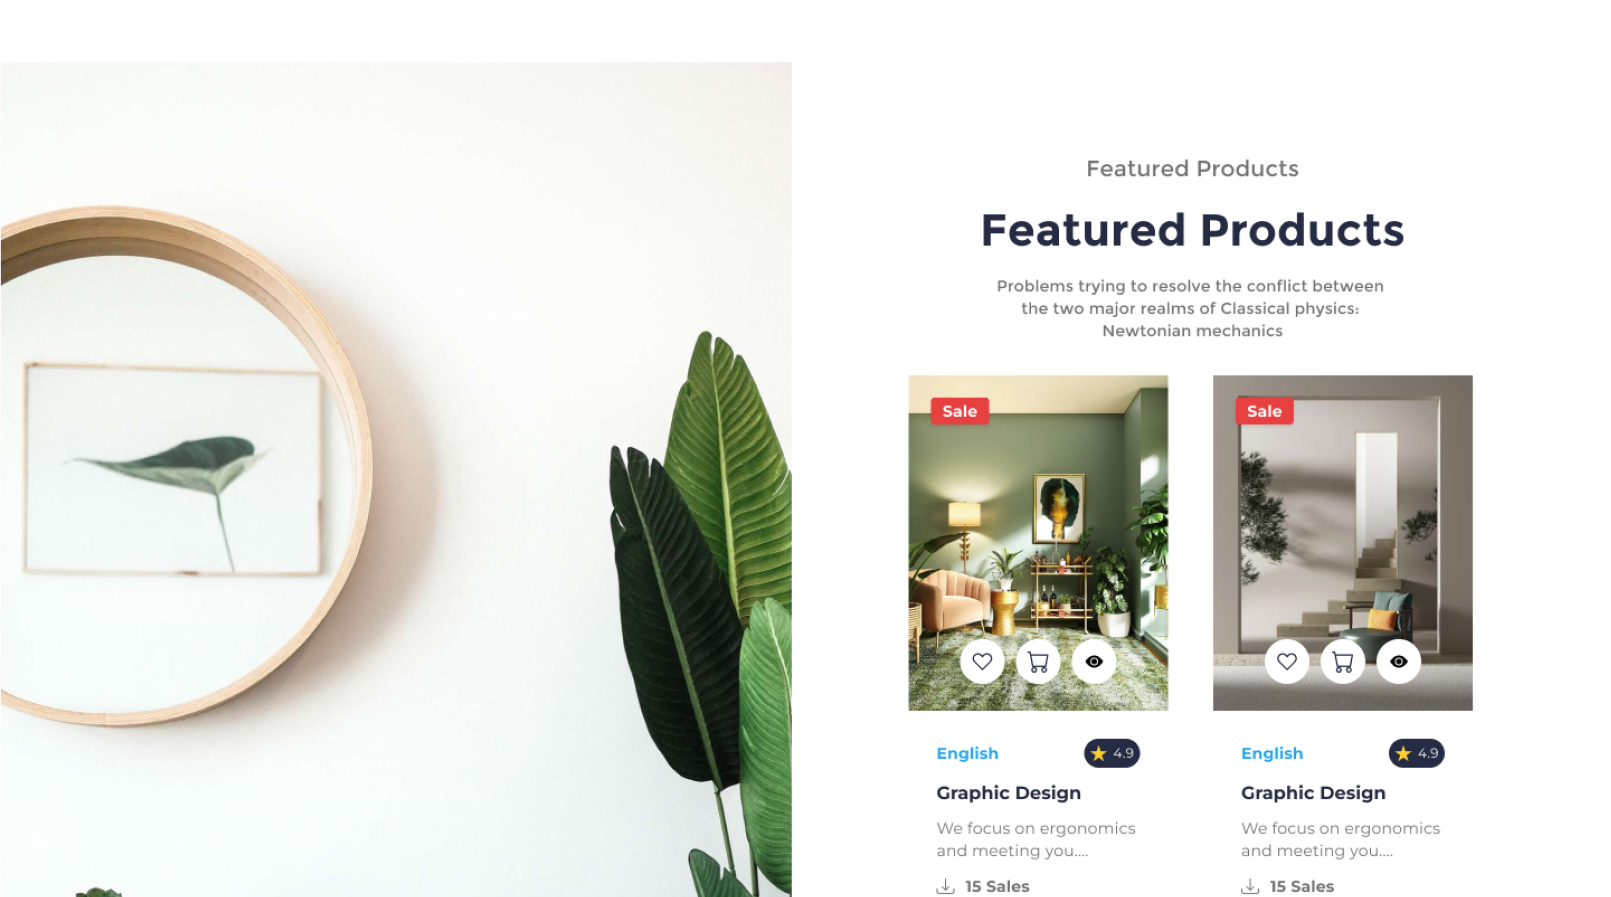 Featured Products
Featured Products
Problems trying to resolve the conflict between
the two major realms of Classical physics:
Newtonian mechanics
Sale
Sale
English
4.9
Graphic Design
We focus on ergonomics
and meeting you....
15 Sales
English
4.9
Graphic Design
We focus on ergonomics
and meeting you....
15 Sales